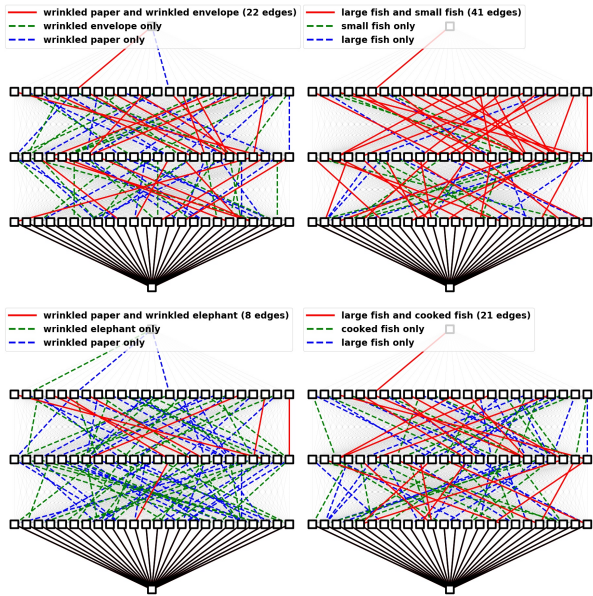 wrinkled paper and wrinkled envelope (22 edges)
wrinkled envelope only
wrinkled paper only
large fish and small fish (41 edges)
small fish only
large fish only
wrinkled paper and wrinkled elephant (8 edges)
wrinkled elephant only
wrinkled paper only
large fish and cooked fish (21 edges)
cooked fish only
large fish only